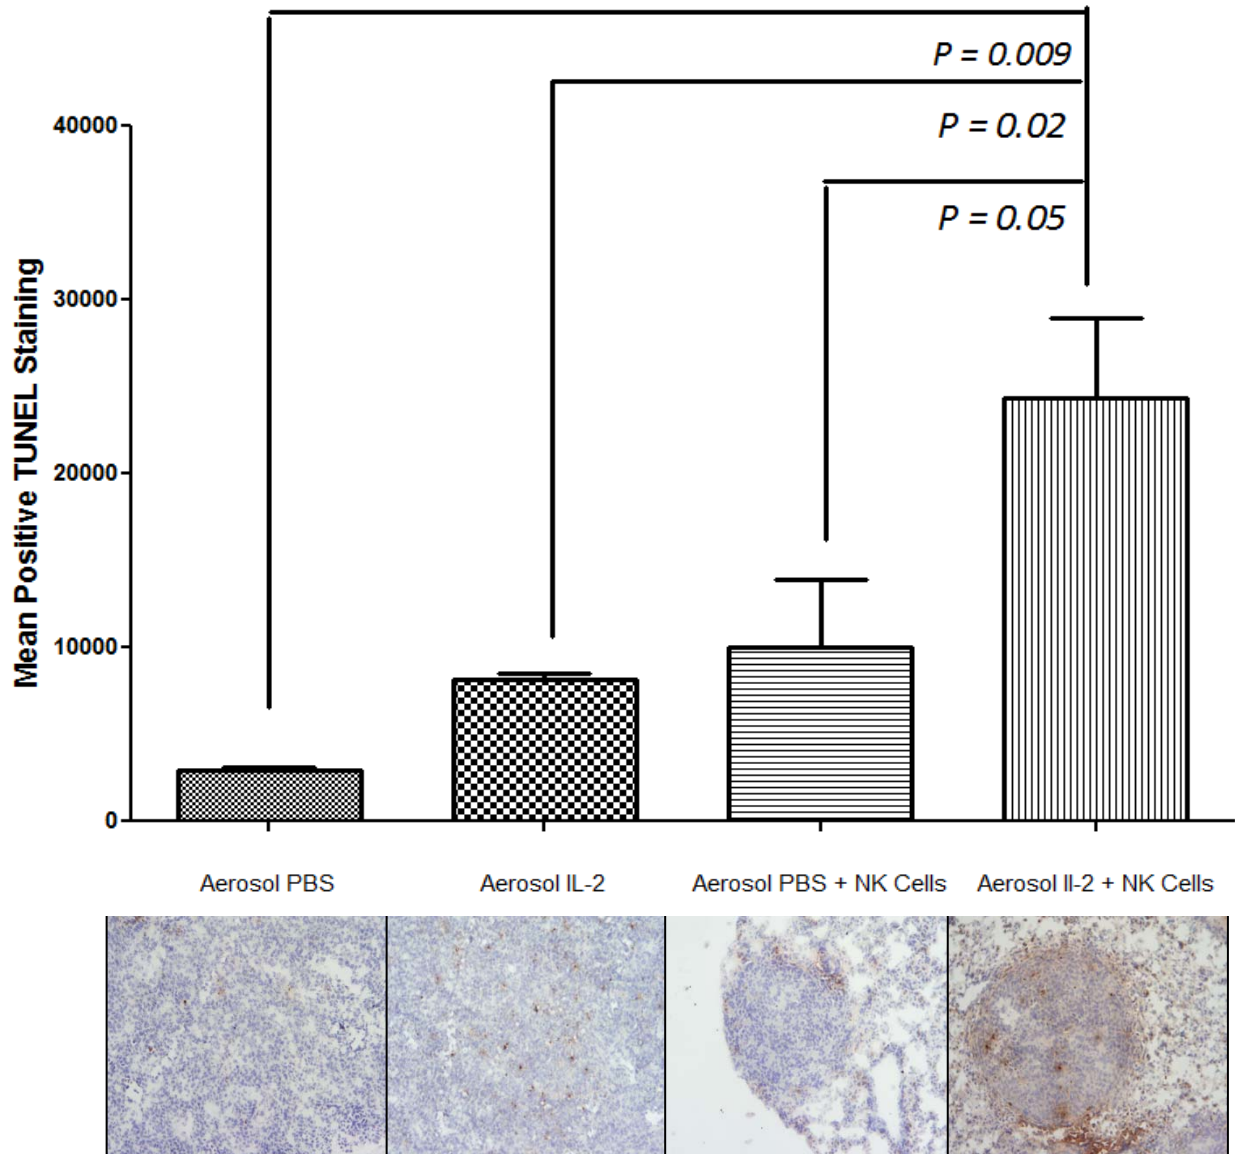 P = 0.009
P = 0.02
P = 0.05
40000
30000
20000
10000
0
Mean Positive TUNEL Staining
Aerosol PBS
Aerosol IL-2
Aerosol PBS + NK Cells
Aerosol Il-2 + NK Cells